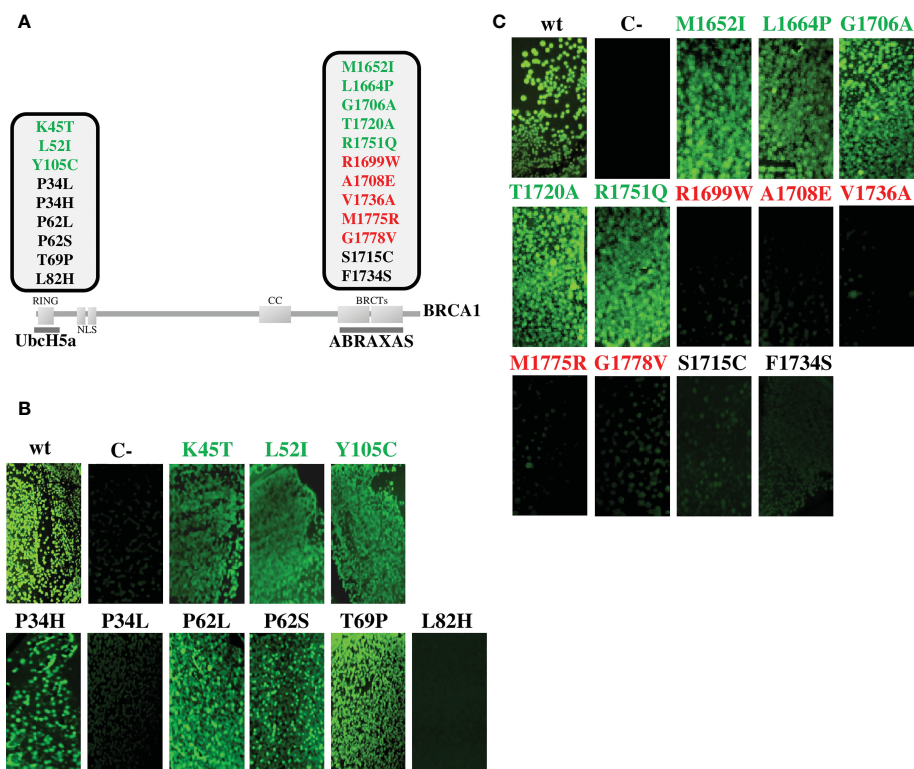 A
M1652I
L1664P
G1706A
T1720A
R1751Q
R1699W
A1708E
V1736A
M1775R
G1778V
S1715C
F1734S
K45T
L52I
Y105C
P34L
P34H
P62L
P62S
T69P
L82H
RING
NLS
CC
BRCTs
BRCA1
UbcH5a
ABRAXAS
B
wt C- K45T L52I Y105C
P34H P34L P62L P62S T69P L82H
C
wt C- M1652I L1664P G1706A
T1720A R1751Q R1699W A1708E V1736A
M1775R G1778V S1715C F1734S